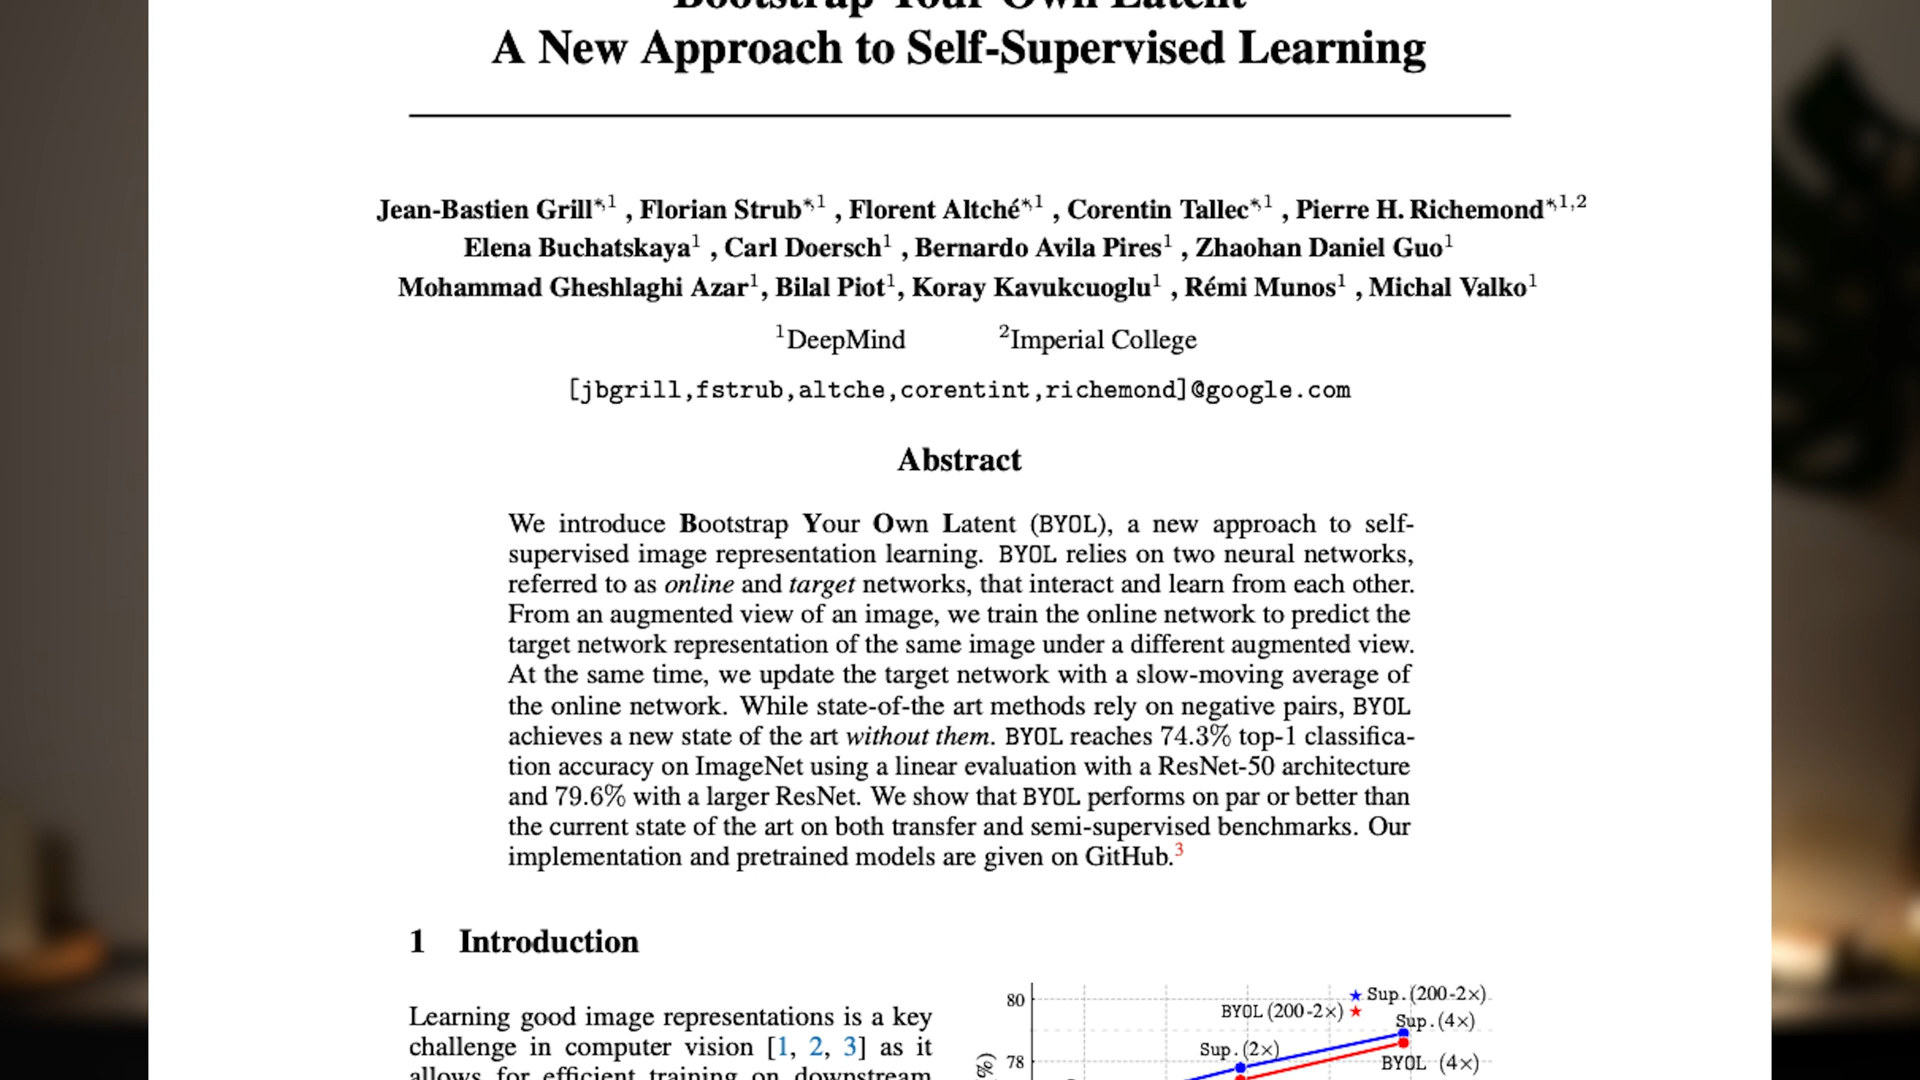 Bootstrap Your Own Latent
A New Approach to Self-Supervised Learning
Jean-Bastien Grill*,1 , Florian Strub*,1 , Florent Altché*,1 , Corentin Tallec*,1 , Pierre H. Richemond*,1,2
Elena Buchatskaya1 , Carl Doersch1 , Bernardo Avila Pires1 , Zhaohan Daniel Guo1
Mohammad Gheshlaghi Azar1, Bilal Piot1, Koray Kavukcuoglu1 , Rémi Munos1 , Michal Valko1
1DeepMind 2Imperial College
[jbgrill,fstrub,altche,corentint,richemond]@google.com
Abstract
We introduce Bootstrap Your Own Latent (BYOL), a new approach to self-
supervised image representation learning. BYOL relies on two neural networks,
referred to as online and target networks, that interact and learn from each other.
From an augmented view of an image, we train the online network to predict the
target network representation of the same image under a different augmented view.
At the same time, we update the target network with a slow-moving average of
the online network. While state-of-the art methods rely on negative pairs, BYOL
achieves a new state of the art without them. BYOL reaches 74.3% top-1 classifica-
tion accuracy on ImageNet using a linear evaluation with a ResNet-50 architecture
and 79.6% with a larger ResNet. We show that BYOL performs on par or better than
the current state of the art on both transfer and semi-supervised benchmarks. Our
implementation and pretrained models are given on GitHub.3
1 Introduction
Learning good image representations is a key
challenge in computer vision [1, 2, 3] as it
allows for efficient training on downstream
80
78
%)
Sup.(200-2×)
BYOL (200-2×)
Sup.(4×)
Sup.(2×)
BYOL (4×)